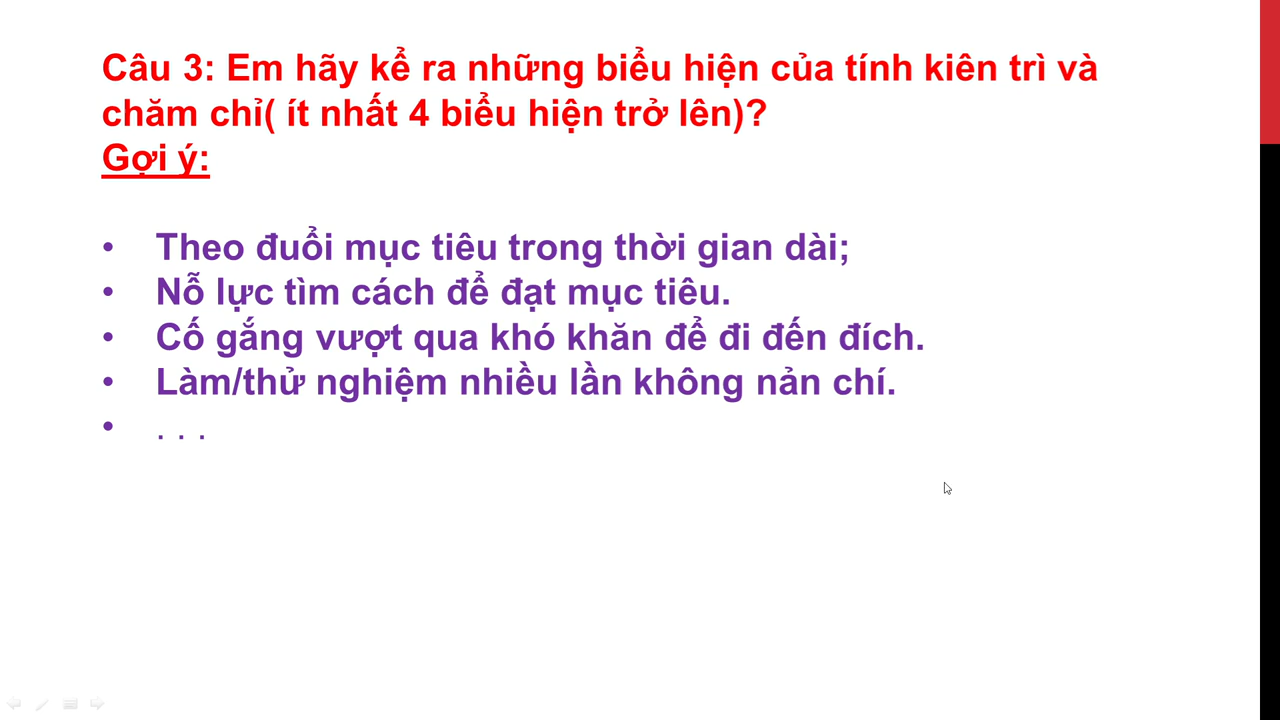 Câu 3: Em hãy kể ra những biểu hiện của tính kiên trì và
chăm chỉ( ít nhất 4 biểu hiện trở lên)?
Gợi ý:
• Theo đuổi mục tiêu trong thời gian dài;
• Nỗ lực tìm cách để đạt mục tiêu.
• Cố gắng vượt qua khó khăn để đi đến đích.
• Làm/thử nghiệm nhiều lần không nản chí.
• . . .